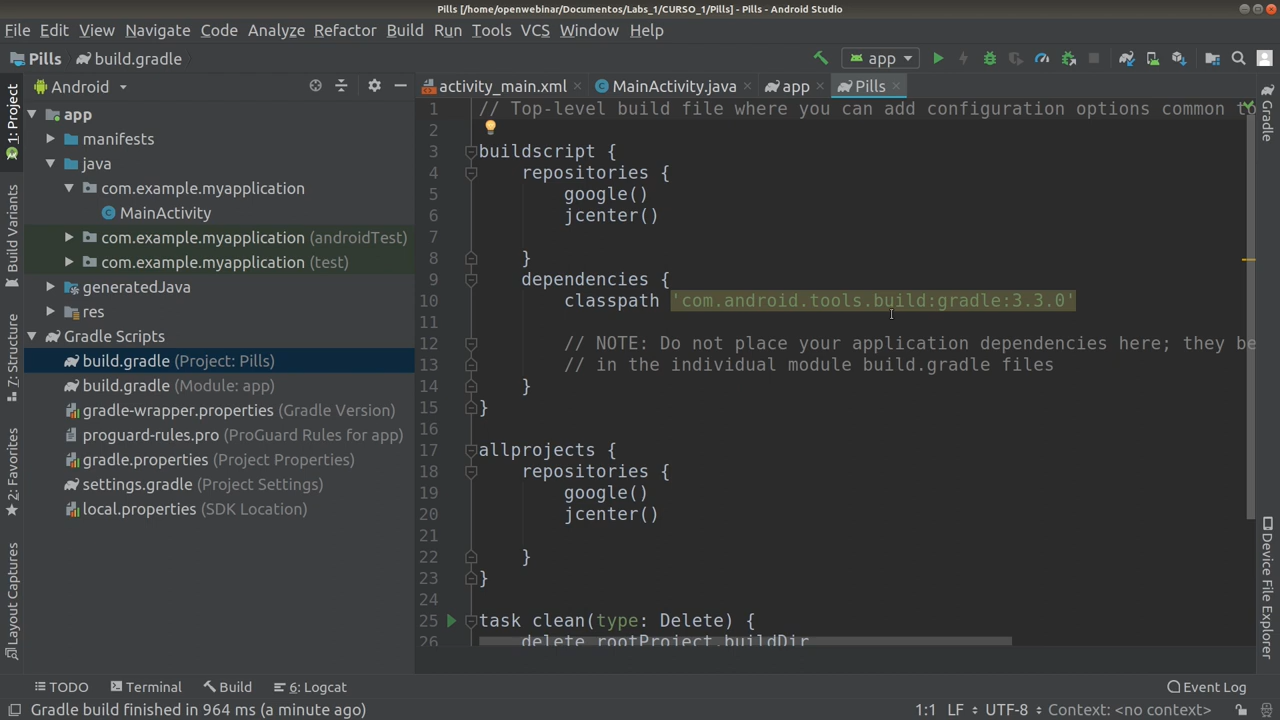 Pills [/home/openwebinar/Documentos/Labs_1/CURSO_1/Pills] - Pills - Android Studio
File Edit View Navigate Code Analyze Refactor Build Run Tools VCS Window Help
Pills build.gradle app
Android
activity_main.xml MainActivity.java app Pills
1: Project
Build Variants
7: Structure
2: Favorites
Layout Captures
app
manifests
java
com.example.myapplication
MainActivity
com.example.myapplication (androidTest)
com.example.myapplication (test)
generatedJava
res
Gradle Scripts
build.gradle (Project: Pills)
build.gradle (Module: app)
gradle-wrapper.properties (Gradle Version)
proguard-rules.pro (ProGuard Rules for app)
gradle.properties (Project Properties)
settings.gradle (Project Settings)
local.properties (SDK Location)
1 // Top-level build file where you can add configuration options common to
2
3 buildscript {
4 repositories {
5 google()
6 jcenter()
7
8 }
9 dependencies {
10 classpath 'com.android.tools.build:gradle:3.3.0'
11
12 // NOTE: Do not place your application dependencies here; they be
13 // in the individual module build.gradle files
14 }
15 }
16
17 allprojects {
18 repositories {
19 google()
20 jcenter()
21
22 }
23 }
24
25 task clean(type: Delete) {
26 delete rootProject.buildDir
Gradle
Device File Explorer
TODO Terminal Build 6: Logcat Event Log
Gradle build finished in 964 ms (a minute ago) 1:1 LF UTF-8 Context: <no context>